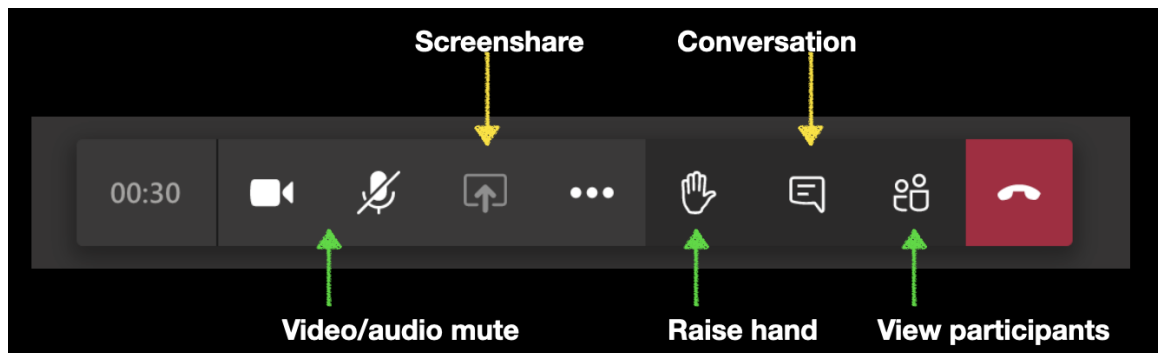 Screenshare
Conversation
00:30
Video/audio mute
Raise hand
View participants